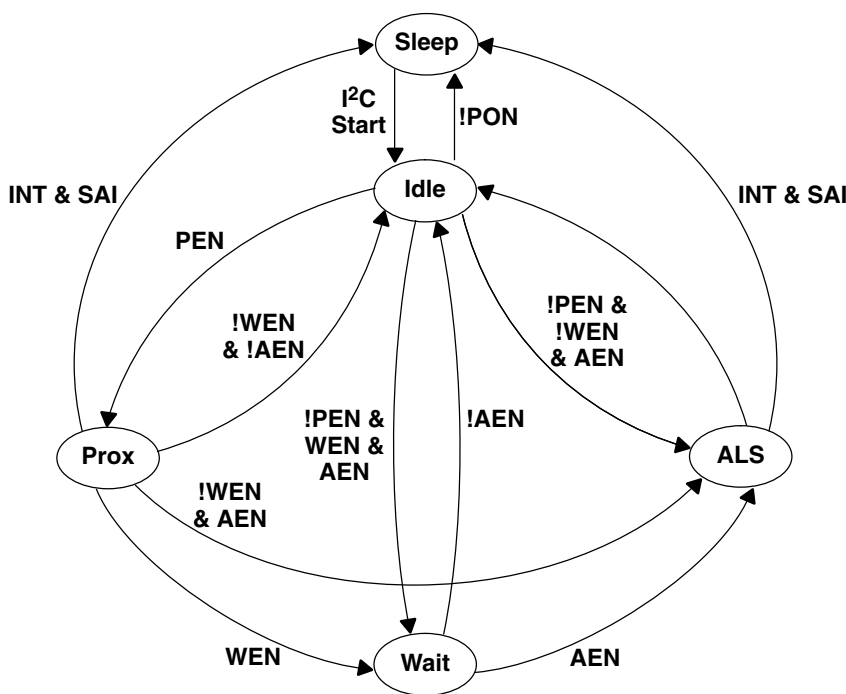 Sleep
I²C
Start
!PON
Idle
INT & SAI
INT & SAI
PEN
!WEN
& !AEN
!PEN &
!WEN
& AEN
!PEN &
WEN &
AEN
!AEN
Prox
ALS
!WEN
& AEN
WEN
Wait
AEN